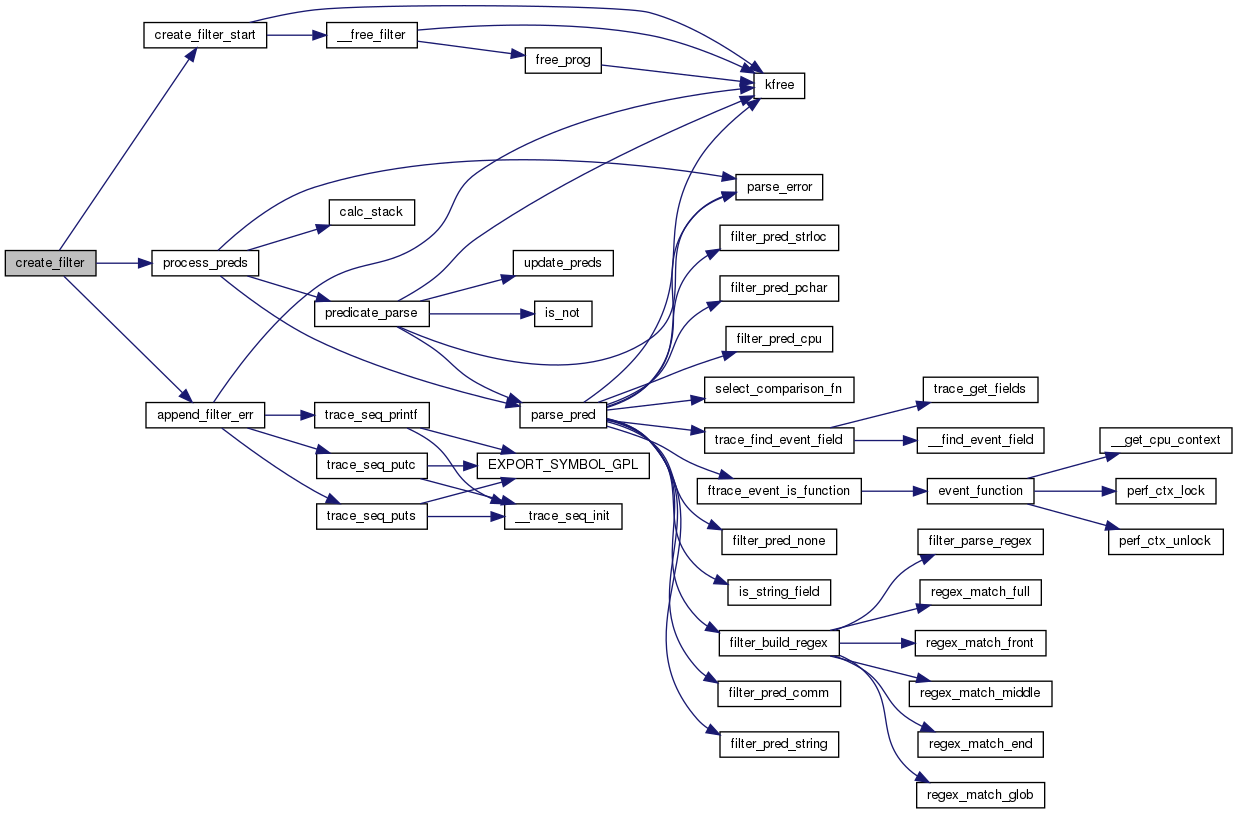 create_filter_start
__free_filter
free_prog
kfree
parse_error
calc_stack
filter_pred_strloc
create_filter
process_preds
update_preds
filter_pred_pchar
predicate_parse
is_not
filter_pred_cpu
select_comparison_fn
trace_get_fields
append_filter_err
trace_seq_printf
parse_pred
trace_find_event_field
__find_event_field
__get_cpu_context
trace_seq_putc
EXPORT_SYMBOL_GPL
ftrace_event_is_function
event_function
perf_ctx_lock
trace_seq_puts
__trace_seq_init
filter_pred_none
filter_parse_regex
perf_ctx_unlock
is_string_field
regex_match_full
filter_build_regex
regex_match_front
filter_pred_comm
regex_match_middle
filter_pred_string
regex_match_end
regex_match_glob